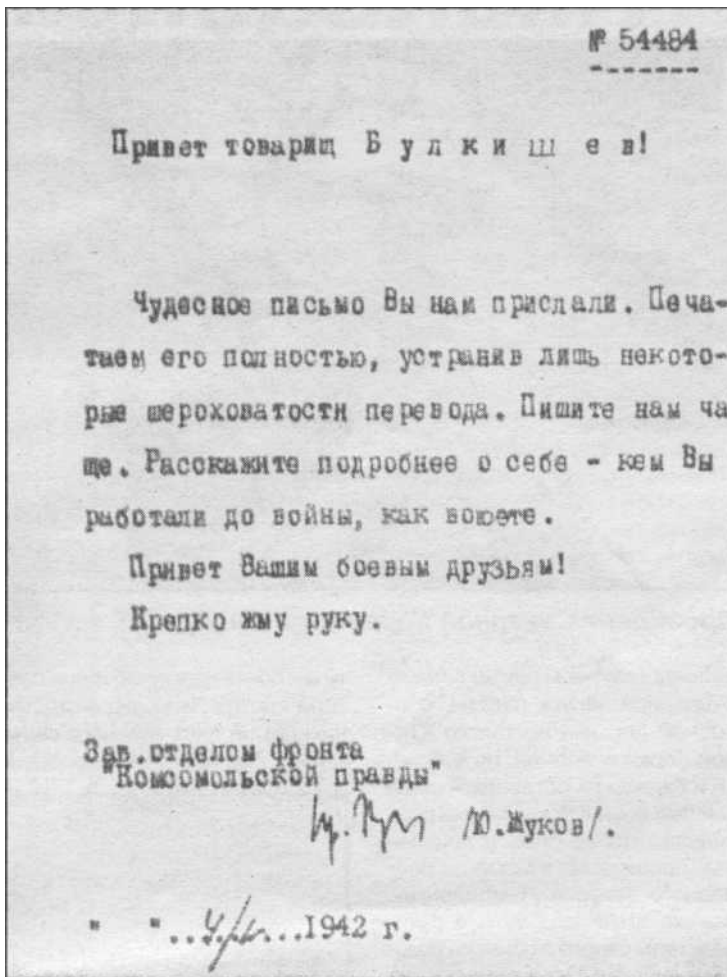 № 54484
Привет товарищ Б у л к и ш е в!
Чудесное письмо Вы нам прислали. Печа-
таем его полностью, устранив лишь некото-
рые шероховатости перевода. Пишите нам ча
ще. Расскажите подробнее о себе - кем Вы
работали до войны, как воюете.
Привет Вашим боевым друзьям!
Крепко жму руку.
Зав.отделом фронта
"Комсомольской правды"
/Ю.Жуков/.
" "......1942 г.